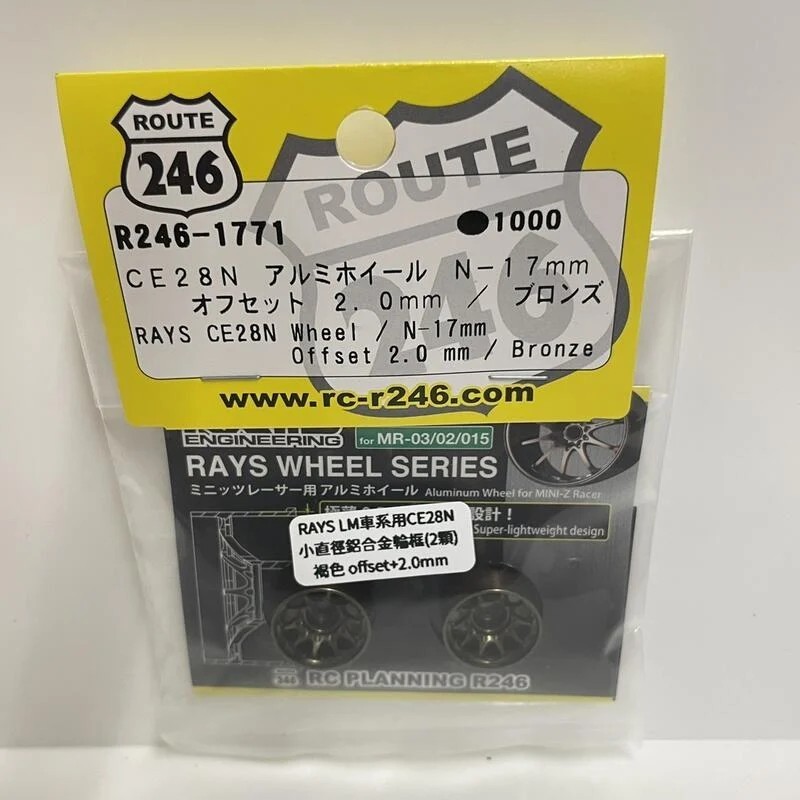 ROUTE
246
ROUTE
246
R246-1771
●1000
CE28N アルミホイール N-17mm
オフセット 2.0mm / ブロンズ
RAYS CE28N Wheel / N-17mm
Offset 2.0 mm / Bronze
www.rc-r246.com
ENGINEERING
for MR-03/02/015
RAYS WHEEL SERIES
ミニッツレーサー用アルミホイール Aluminum Wheel for MINI-Z Racer
設計！
Super-lightweight design
RAYS LM車系用CE28N
小直徑鋁合金輪框(2顆)
褐色 offset+2.0mm
246 RC PLANNING R246